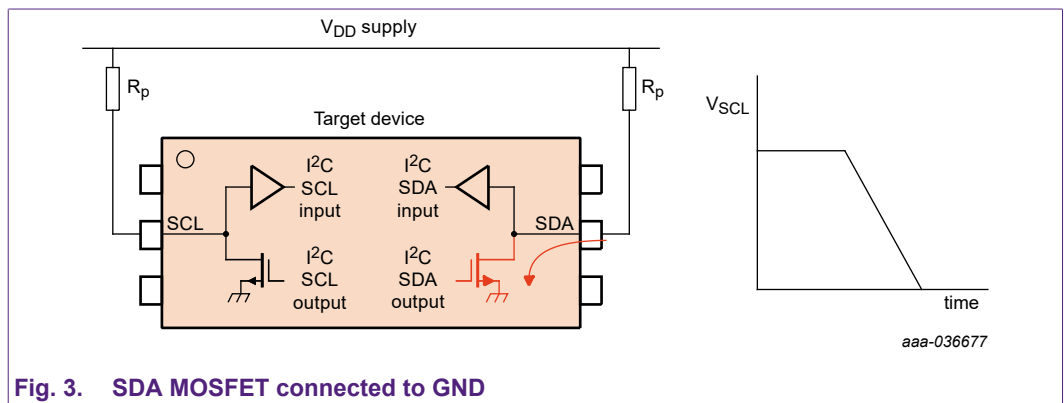 VDD supply
Rp
Rp
Target device
I²C
SCL
input
I²C
SDA
input
SCL
SDA
I²C
SCL
output
I²C
SDA
output
VSCL
time
aaa-036677
Fig. 3. SDA MOSFET connected to GND